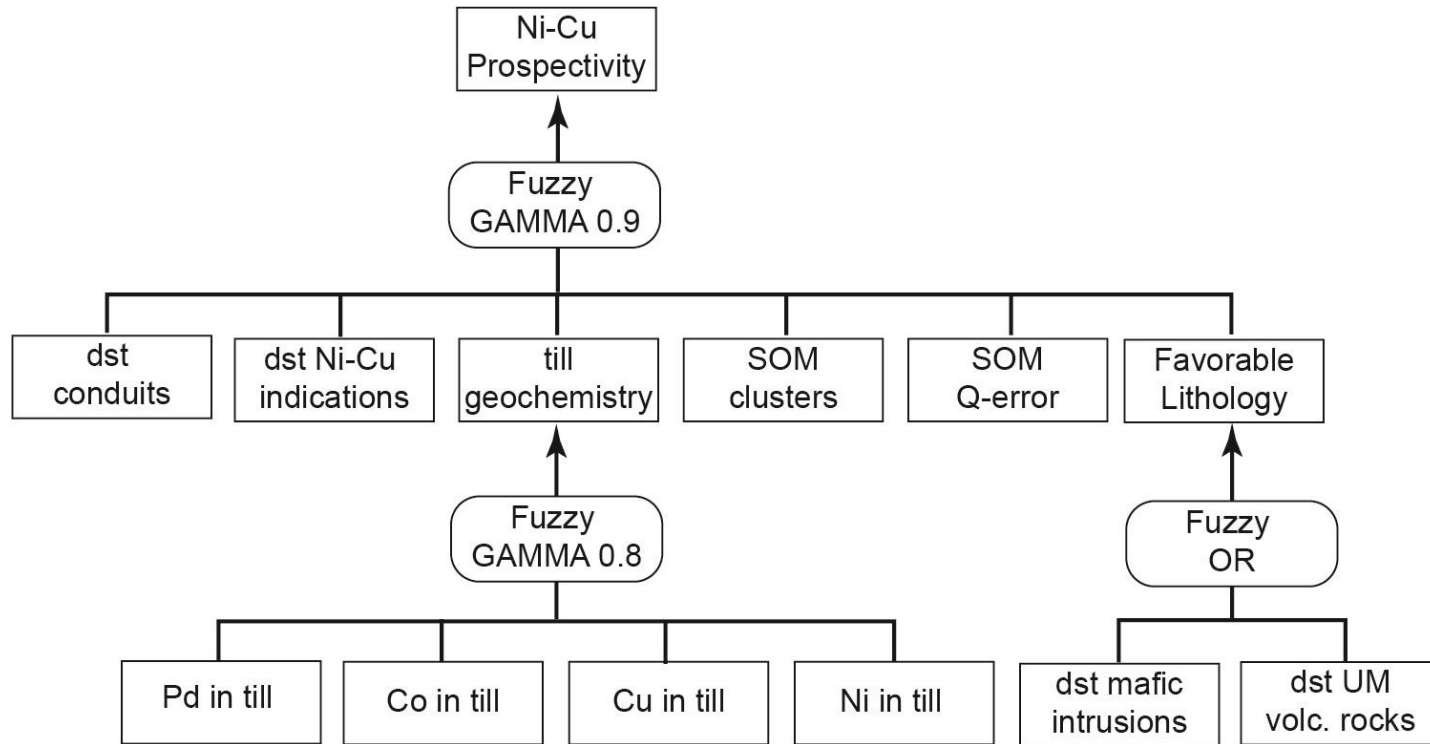 Ni-Cu
Prospectivity
Fuzzy
GAMMA 0.9
dst
conduits
dst Ni-Cu
indications
till
geochemistry
SOM
clusters
SOM
Q-error
Favorable
Lithology
Fuzzy
GAMMA 0.8
Fuzzy
OR
Pd in till
Co in till
Cu in till
Ni in till
dst mafic
intrusions
dst UM
volc. rocks